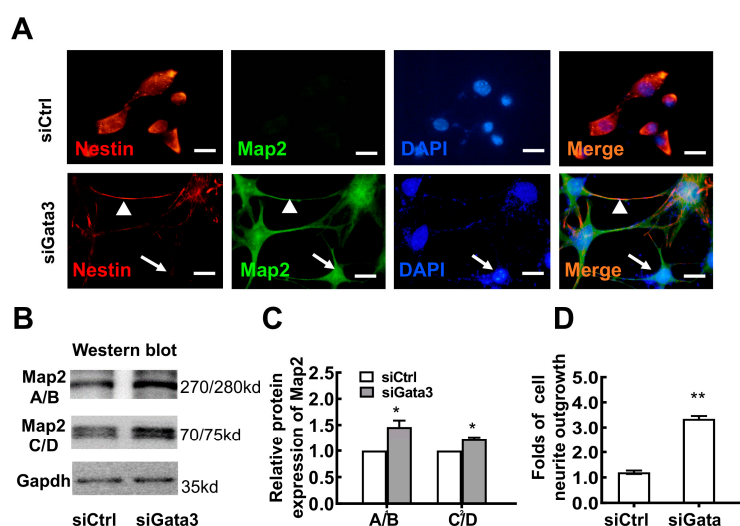 A
siCtrl
Nestin
Map2
DAPI
Merge
siGata3
Nestin
Map2
DAPI
Merge
B
Western blot
Map2
A/B
270/280kd
Map2
C/D
70/75kd
Gapdh
35kd
siCtrl siGata3
C
Relative protein
expression of Map2
siCtrl
siGata3
2.5
2.0
1.5
1.0
0.5
0.0
*
*
A/B C/D
D
Folds of cell
neurite outgrowth
5.0
4.0
3.0
2.0
1.0
0.0
**
siCtrl siGata